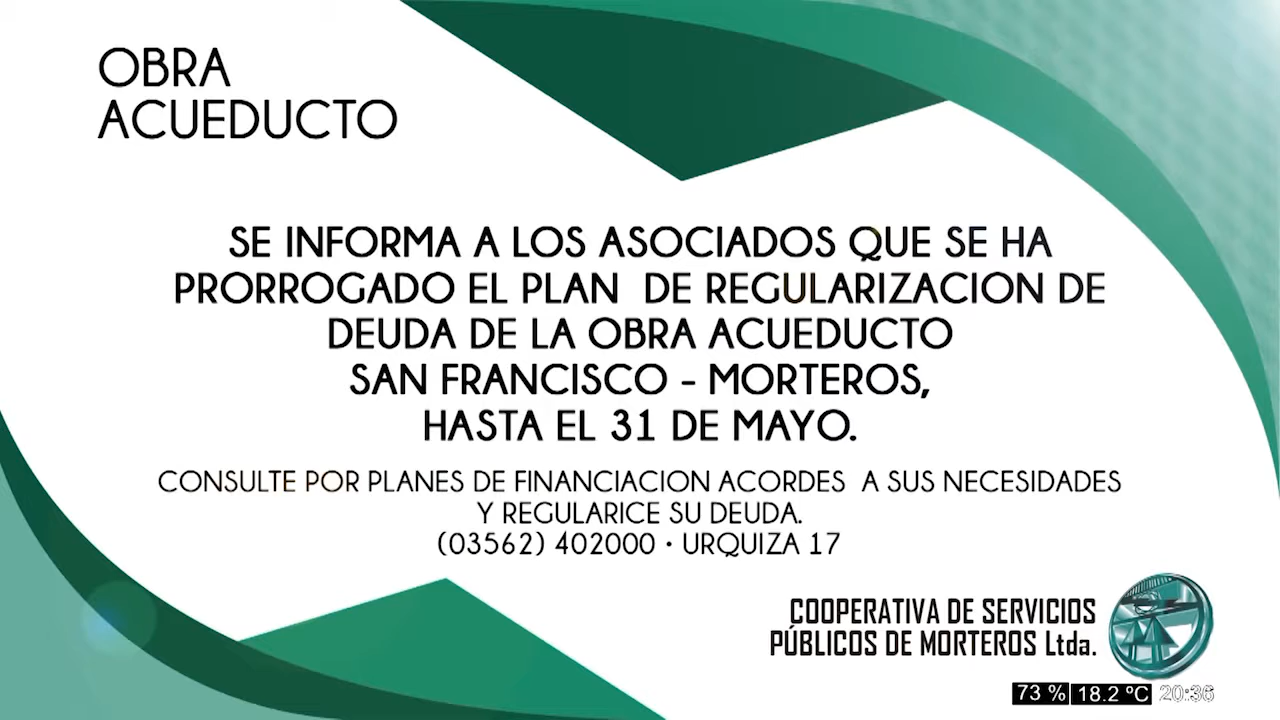 OBRA
ACUEDUCTO
SE INFORMA A LOS ASOCIADOS QUE SE HA
PRORROGADO EL PLAN DE REGULARIZACION DE
DEUDA DE LA OBRA ACUEDUCTO
SAN FRANCISCO - MORTEROS,
HASTA EL 31 DE MAYO.
CONSULTE POR PLANES DE FINANCIACION ACORDES A SUS NECESIDADES
Y REGULARICE SU DEUDA.
(03562) 402000 • URQUIZA 17
COOPERATIVA DE SERVICIOS
PÚBLICOS DE MORTEROS Ltda.
73 % 18.2 ºC 20:36